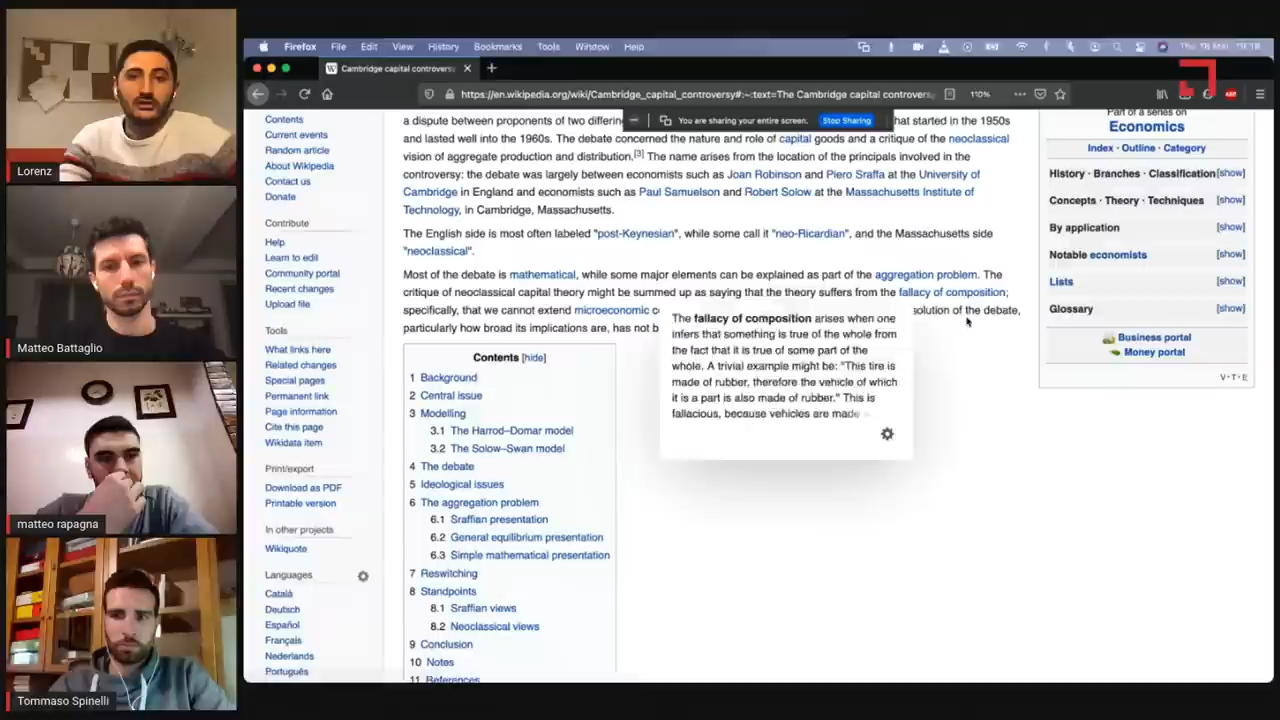 Lorenz
Matteo Battaglio
matteo rapagna
Tommaso Spinelli
Firefox File Edit View History Bookmarks Tools Window Help
Cambridge capital controvers
https://en.wikipedia.org/wiki/Cambridge_capital_controversy#:~:text=The Cambridge capital controvers
110%
You are sharing your entire screen. Stop Sharing
Contents
Current events
Random article
About Wikipedia
Contact us
Donate
Contribute
Help
Learn to edit
Community portal
Recent changes
Upload file
Tools
What links here
Related changes
Special pages
Permanent link
Page information
Cite this page
Wikidata item
Print/export
Download as PDF
Printable version
In other projects
Wikiquote
Languages
Català
Deutsch
Español
Français
Nederlands
Português
a dispute between proponents of two differin hat started in the 1950s
and lasted well into the 1960s. The debate concerned the nature and role of capital goods and a critique of the neoclassical
vision of aggregate production and distribution.[3] The name arises from the location of the principals involved in the
controversy: the debate was largely between economists such as Joan Robinson and Piero Sraffa at the University of
Cambridge in England and economists such as Paul Samuelson and Robert Solow at the Massachusetts Institute of
Technology, in Cambridge, Massachusetts.
The English side is most often labeled "post-Keynesian", while some call it "neo-Ricardian", and the Massachusetts side
"neoclassical".
Most of the debate is mathematical, while some major elements can be explained as part of the aggregation problem. The
critique of neoclassical capital theory might be summed up as saying that the theory suffers from the fallacy of composition;
specifically, that we cannot extend microeconomic co solution of the debate,
particularly how broad its implications are, has not b
The fallacy of composition arises when one
infers that something is true of the whole from
the fact that it is true of some part of the
whole. A trivial example might be: "This tire is
made of rubber, therefore the vehicle of which
it is a part is also made of rubber." This is
fallacious, because vehicles are made
Contents [hide]
1 Background
2 Central issue
3 Modelling
3.1 The Harrod–Domar model
3.2 The Solow–Swan model
4 The debate
5 Ideological issues
6 The aggregation problem
6.1 Sraffian presentation
6.2 General equilibrium presentation
6.3 Simple mathematical presentation
7 Reswitching
8 Standpoints
8.1 Sraffian views
8.2 Neoclassical views
9 Conclusion
10 Notes
11 References
Part of a series on
Economics
Index · Outline · Category
History · Branches · Classification [show]
Concepts · Theory · Techniques [show]
By application [show]
Notable economists [show]
Lists [show]
Glossary [show]
Business portal
Money portal
V·T·E